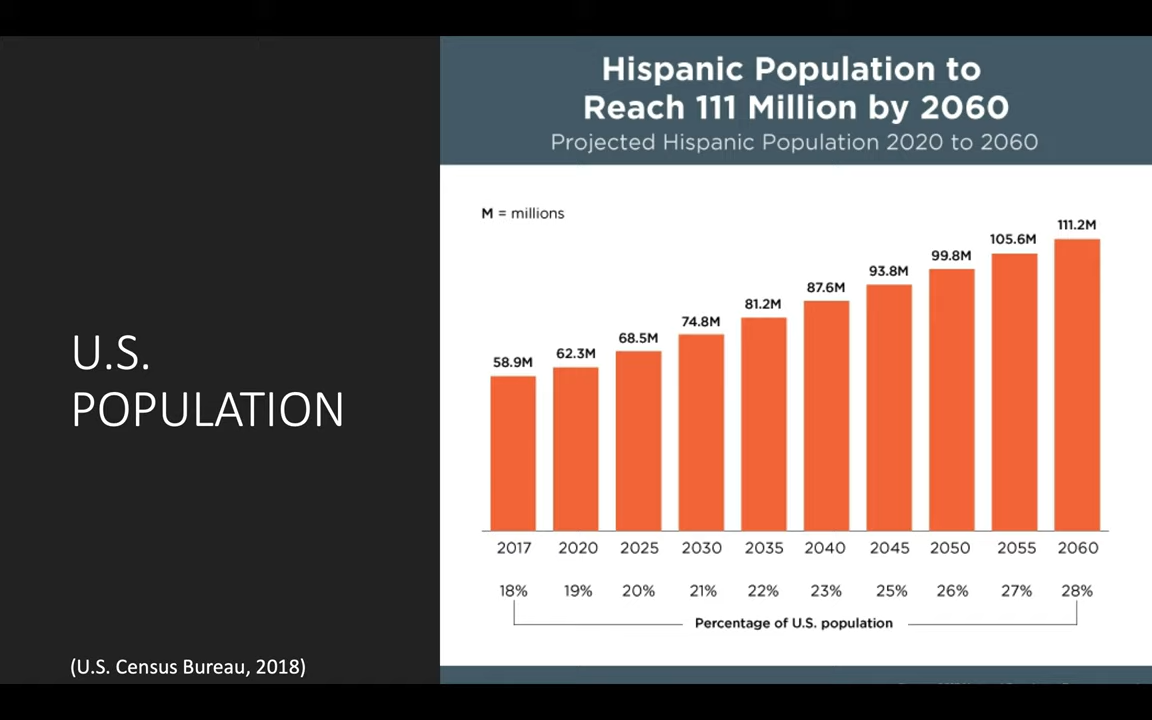 U.S.
POPULATION
(U.S. Census Bureau, 2018)
Hispanic Population to
Reach 111 Million by 2060
Projected Hispanic Population 2020 to 2060
M = millions
58.9M 62.3M 68.5M 74.8M 81.2M 87.6M 93.8M 99.8M 105.6M 111.2M
2017 2020 2025 2030 2035 2040 2045 2050 2055 2060
18% 19% 20% 21% 22% 23% 25% 26% 27% 28%
Percentage of U.S. population